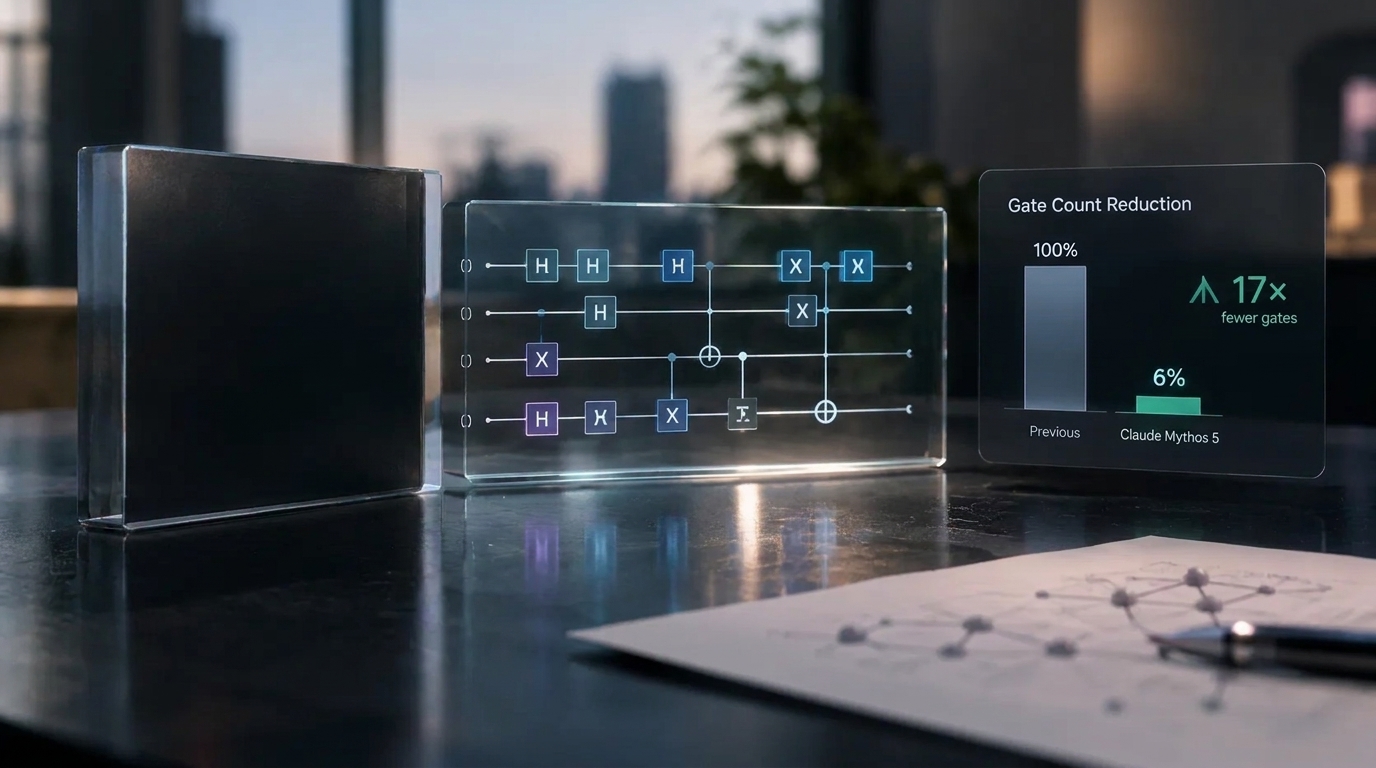 H H H X X
H X
X
H X X
Gate Count Reduction
100%
17×
fewer gates
6%
Previous
Claude Mythos 5